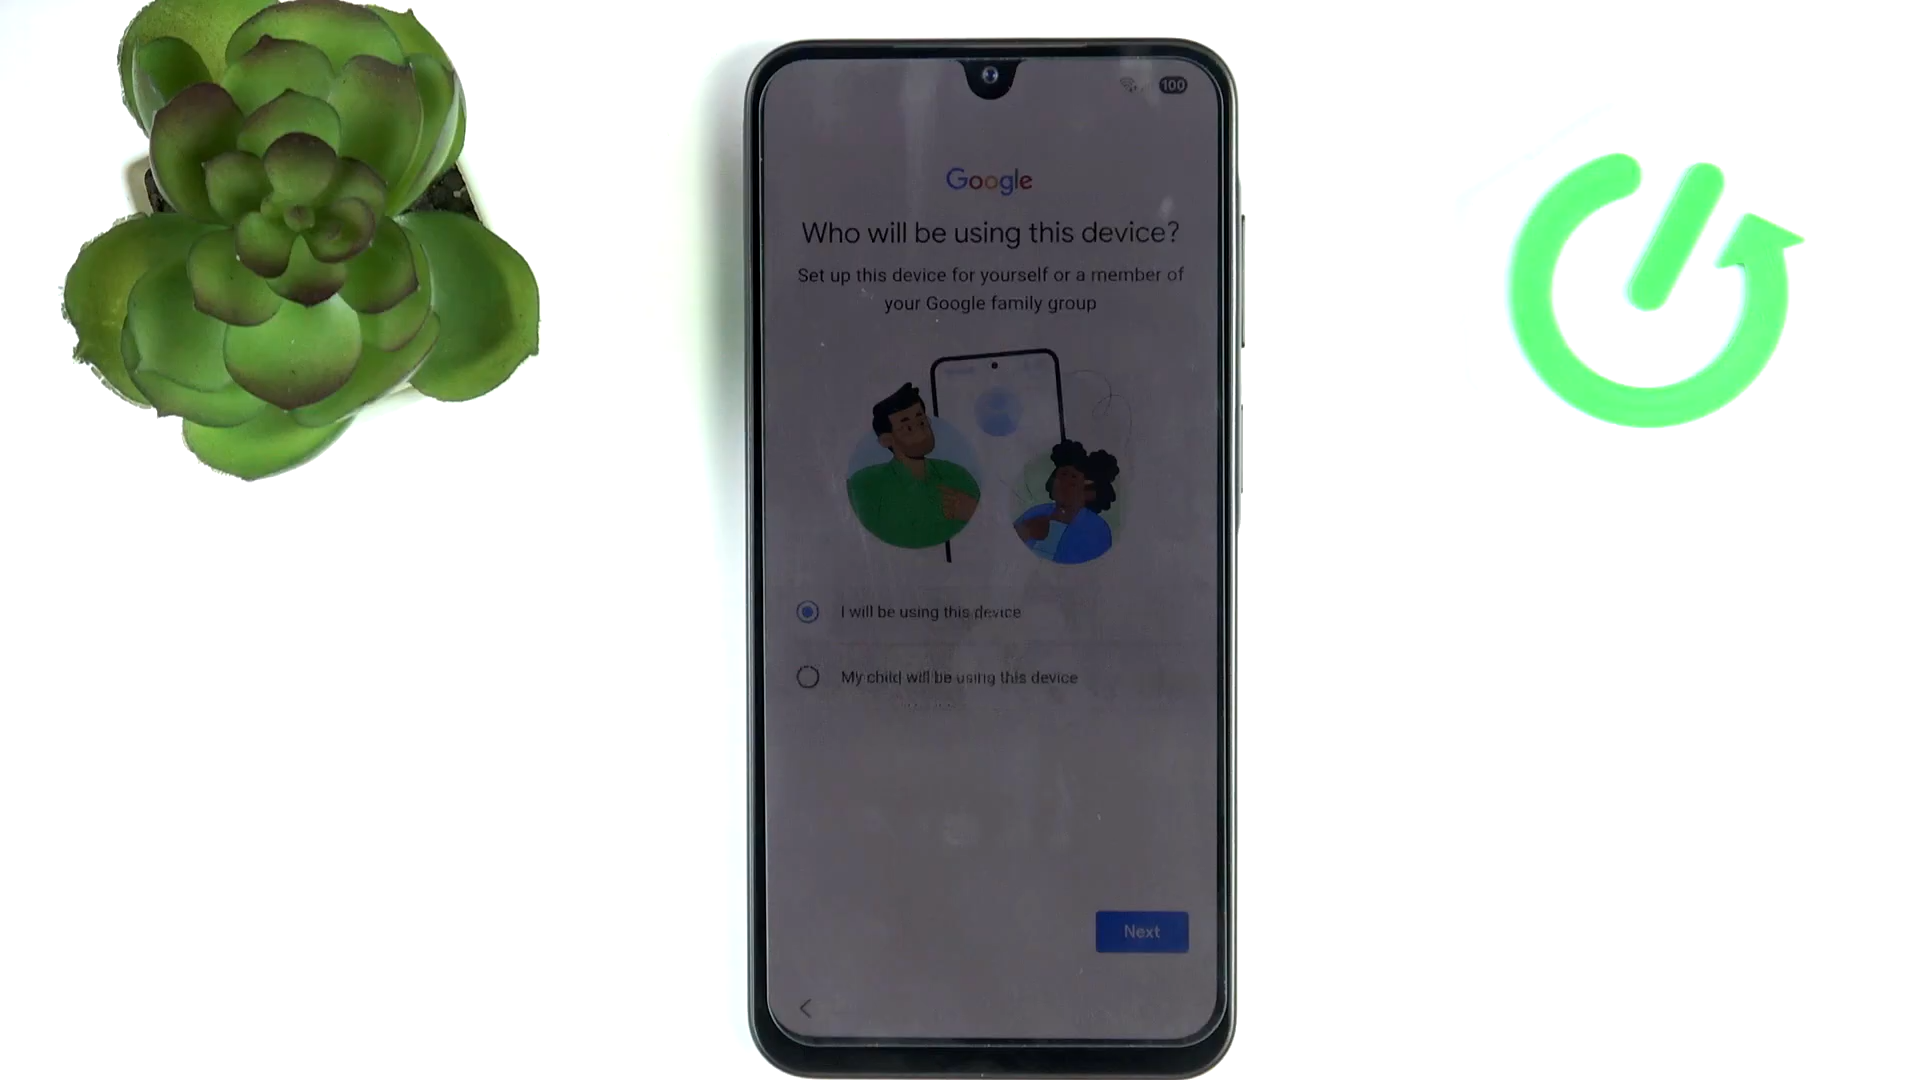 100
Google
Who will be using this device?
Set up this device for yourself or a member of
your Google family group
I will be using this device
My child will be using this device
Next